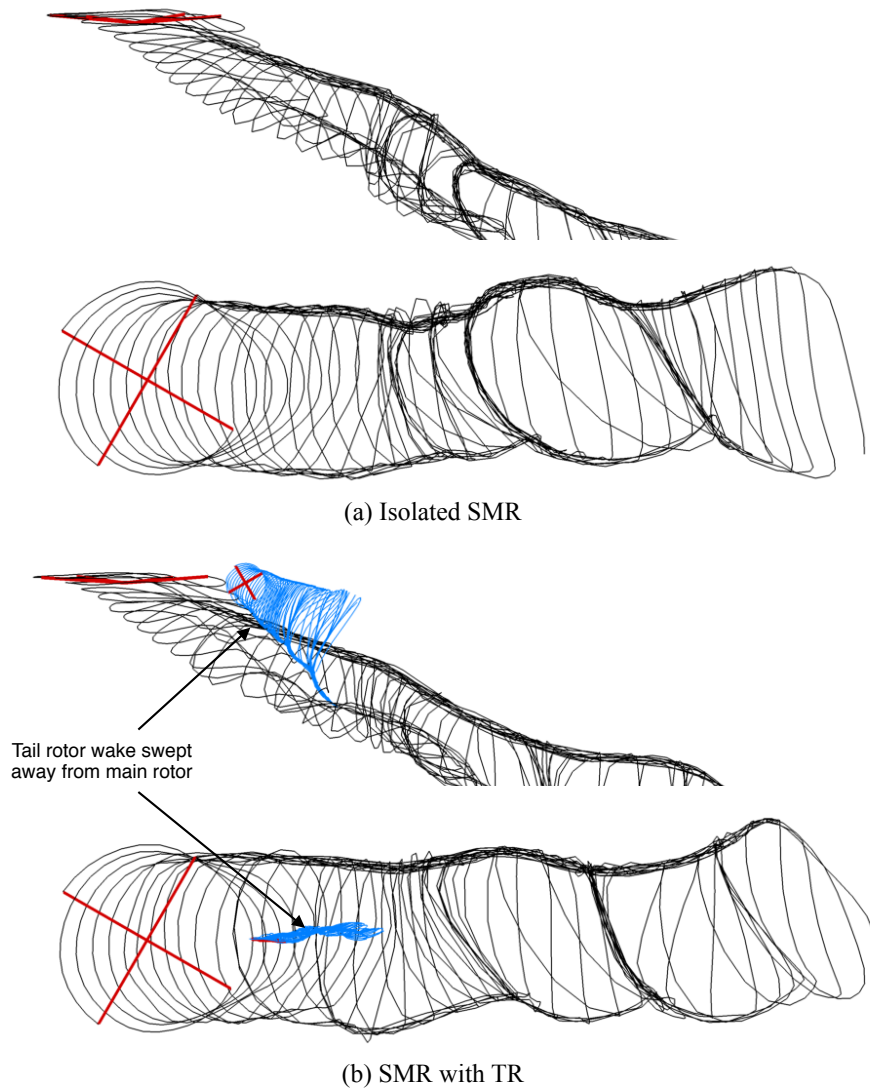 (a) Isolated SMR
Tail rotor wake swept
away from main rotor
(b) SMR with TR